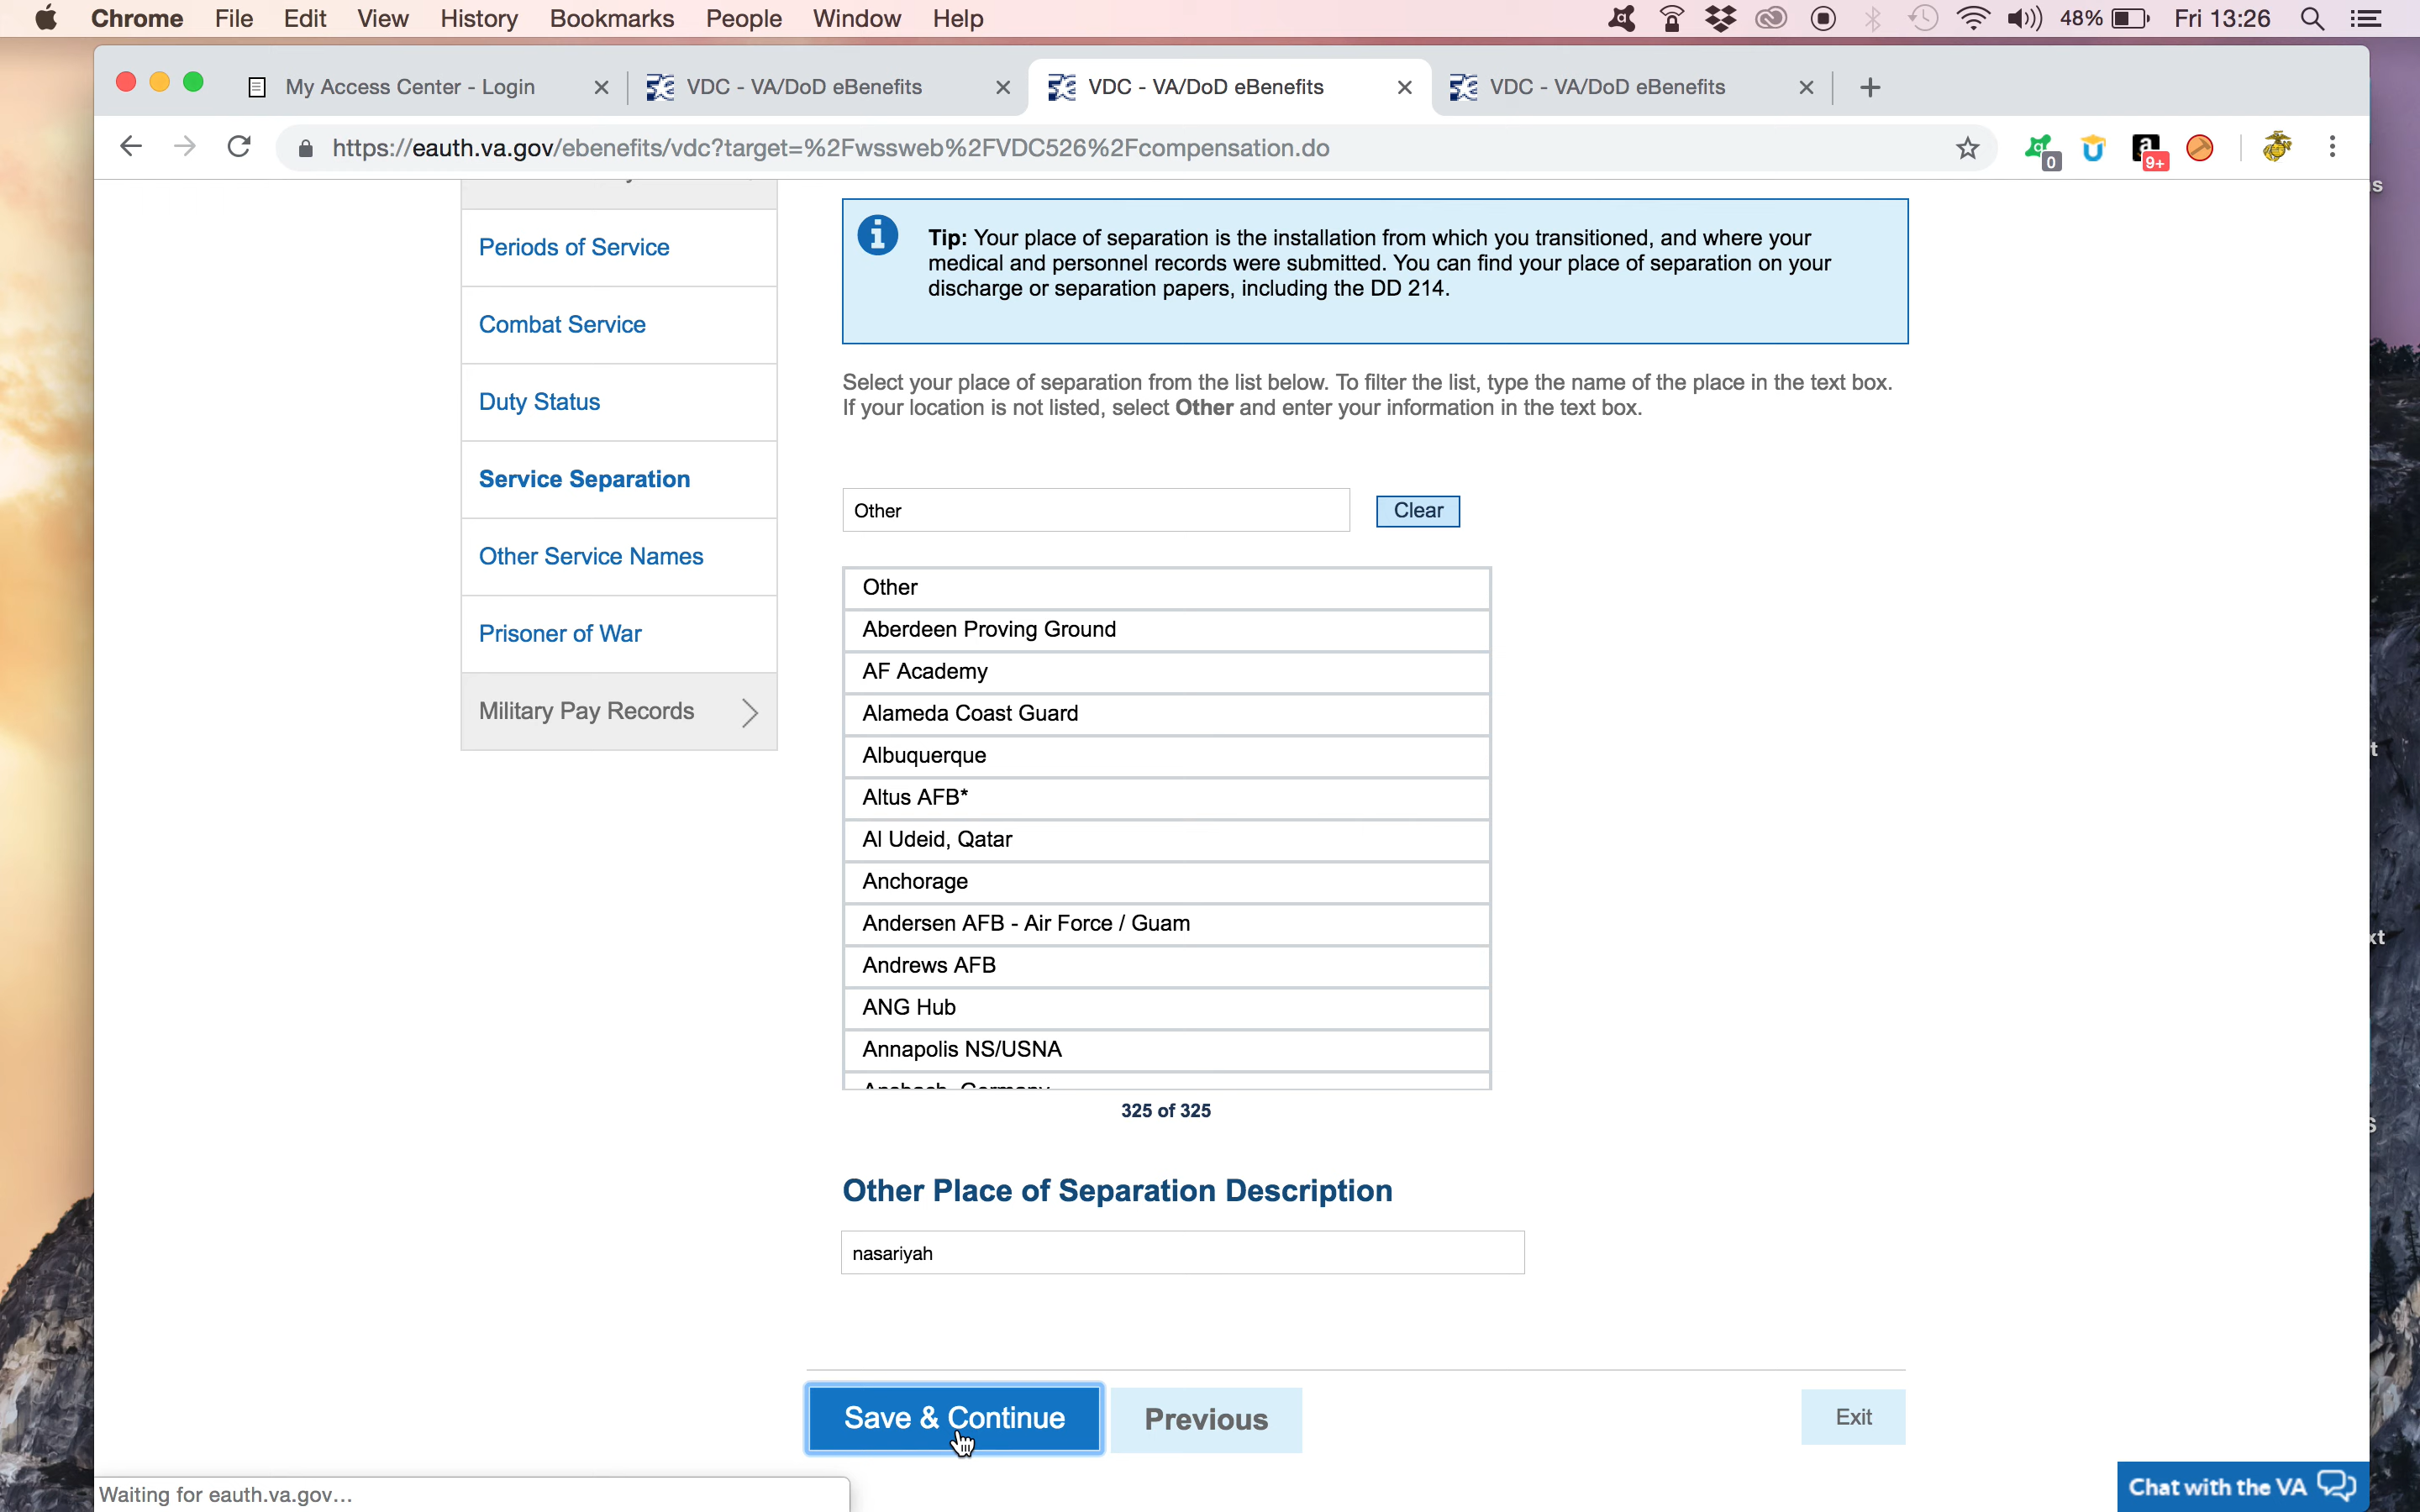 Chrome File Edit View History Bookmarks People Window Help 48% Fri 13:26
My Access Center - Login
VDC - VA/DoD eBenefits
VDC - VA/DoD eBenefits
VDC - VA/DoD eBenefits
https://eauth.va.gov/ebenefits/vdc?target=%2Fwssweb%2FVDC526%2Fcompensation.do
0
a 9+
Periods of Service
Combat Service
Duty Status
Service Separation
Other Service Names
Prisoner of War
Military Pay Records
Tip: Your place of separation is the installation from which you transitioned, and where your
medical and personnel records were submitted. You can find your place of separation on your
discharge or separation papers, including the DD 214.
Select your place of separation from the list below. To filter the list, type the name of the place in the text box.
If your location is not listed, select Other and enter your information in the text box.
Other
Clear
Other
Aberdeen Proving Ground
AF Academy
Alameda Coast Guard
Albuquerque
Altus AFB*
Al Udeid, Qatar
Anchorage
Andersen AFB - Air Force / Guam
Andrews AFB
ANG Hub
Annapolis NS/USNA
Ansbach, Germany
325 of 325
Other Place of Separation Description
nasariyah
Save & Continue
Previous
Exit
Chat with the VA
Waiting for eauth.va.gov...